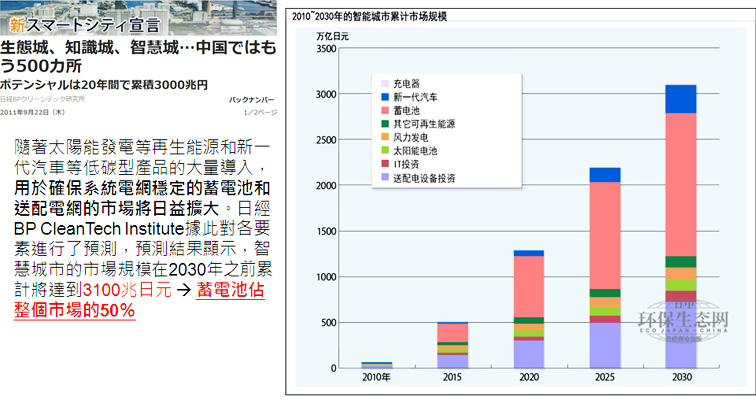 新スマートシティ宣言
生態城、知識城、智慧城…中国ではも
う500カ所
ポテンシャルは20年間で累積3000兆円
日経BPクリーンテック研究所
バックナンバー
2011年9月22日（木）
1／2ページ
隨著太陽能發電等再生能源和新一
代汽車等低碳型產品的大量導入，
用於確保系統電網穩定的蓄電池和
送配電網的市場將日益擴大。日經
BP CleanTech Institute據此對各要
素進行了預測，預測結果顯示，智
慧城市的市場規模在2030年之前累
計將達到3100兆日元 → 蓄電池佔
整個市場的50%
2010~2030年的智能城市累计市场规模
万亿日元
3500
3000
2500
2000
1500
1000
500
0
充电器
新一代汽车
蓄电池
其它可再生能源
风力发电
太阳能电池
IT投资
送配电设备投资
2010年
2015
2020
2025
2030
日中
环保生态网
ECO JAPAN-CHINA